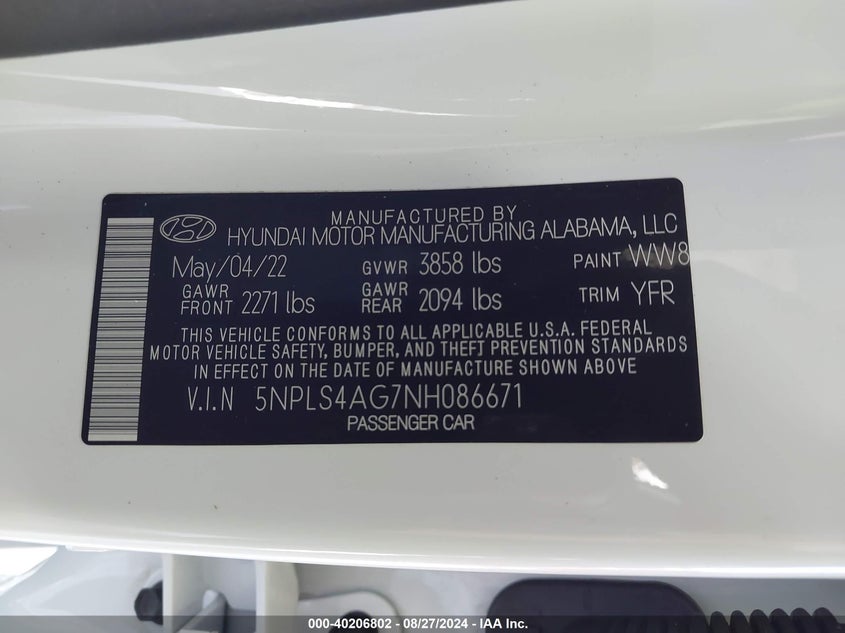 MANUFACTURED BY
HYUNDAI MOTOR MANUFACTURING ALABAMA, LLC
May/04/22 GVWR 3858 lbs PAINT WW8
GAWR FRONT 2271 lbs GAWR REAR 2094 lbs TRIM YFR
THIS VEHICLE CONFORMS TO ALL APPLICABLE U.S.A. FEDERAL
MOTOR VEHICLE SAFETY, BUMPER, AND THEFT PREVENTION STANDARDS
IN EFFECT ON THE DATE OF MANUFACTURE SHOWN ABOVE
V.I.N 5NPLS4AG7NH086671
PASSENGER CAR
000-40206802 - 08/27/2024 - IAA Inc.